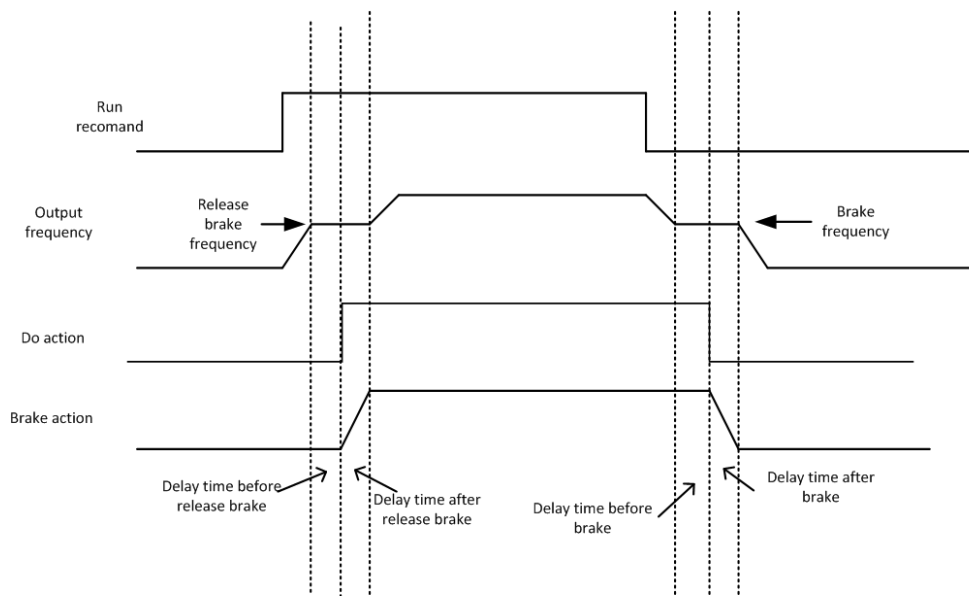 Run
recomand
Output
frequency
Release
brake
frequency
Brake
frequency
Do action
Brake action
Delay time before
release brake
Delay time after
release brake
Delay time before
brake
Delay time after
brake